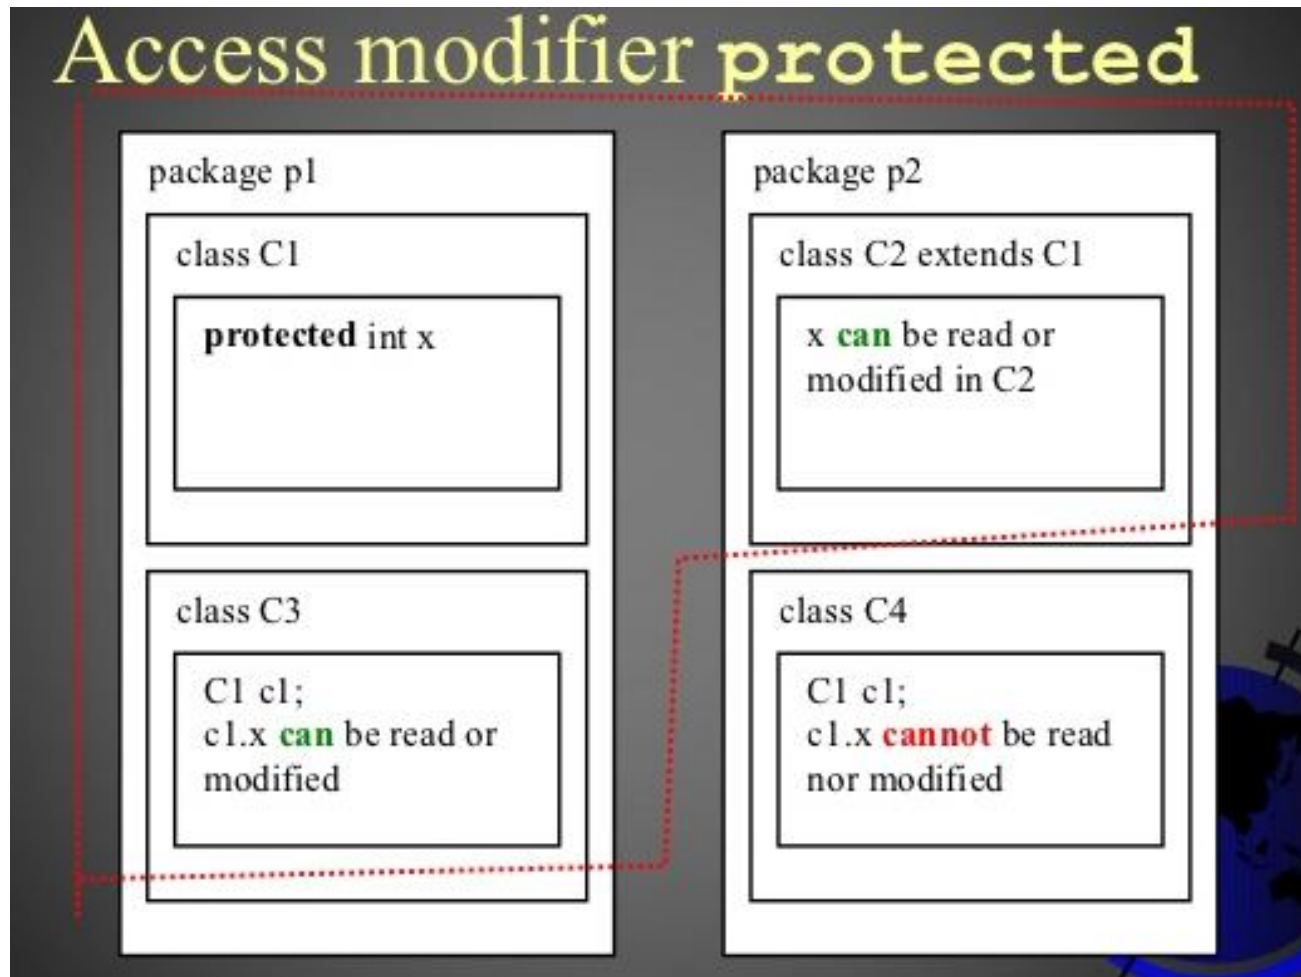 Access modifier protected
package p1
class C1
protected int x
class C3
C1 c1;
c1.x can be read or
modified
package p2
class C2 extends C1
x can be read or
modified in C2
class C4
C1 c1;
c1.x cannot be read
nor modified